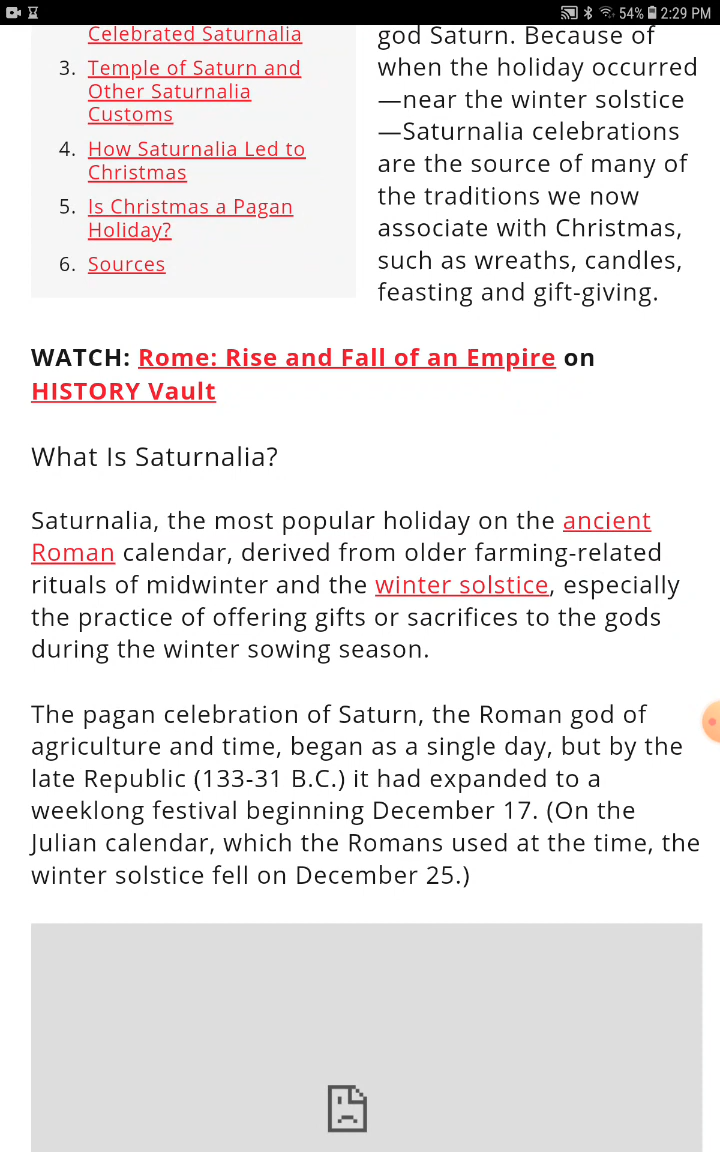 54% 2:29 PM
Celebrated Saturnalia
3. Temple of Saturn and
Other Saturnalia
Customs
4. How Saturnalia Led to
Christmas
5. Is Christmas a Pagan
Holiday?
6. Sources
god Saturn. Because of
when the holiday occurred
—near the winter solstice
—Saturnalia celebrations
are the source of many of
the traditions we now
associate with Christmas,
such as wreaths, candles,
feasting and gift-giving.
WATCH: Rome: Rise and Fall of an Empire on
HISTORY Vault
What Is Saturnalia?
Saturnalia, the most popular holiday on the ancient
Roman calendar, derived from older farming-related
rituals of midwinter and the winter solstice, especially
the practice of offering gifts or sacrifices to the gods
during the winter sowing season.
The pagan celebration of Saturn, the Roman god of
agriculture and time, began as a single day, but by the
late Republic (133-31 B.C.) it had expanded to a
weeklong festival beginning December 17. (On the
Julian calendar, which the Romans used at the time, the
winter solstice fell on December 25.)